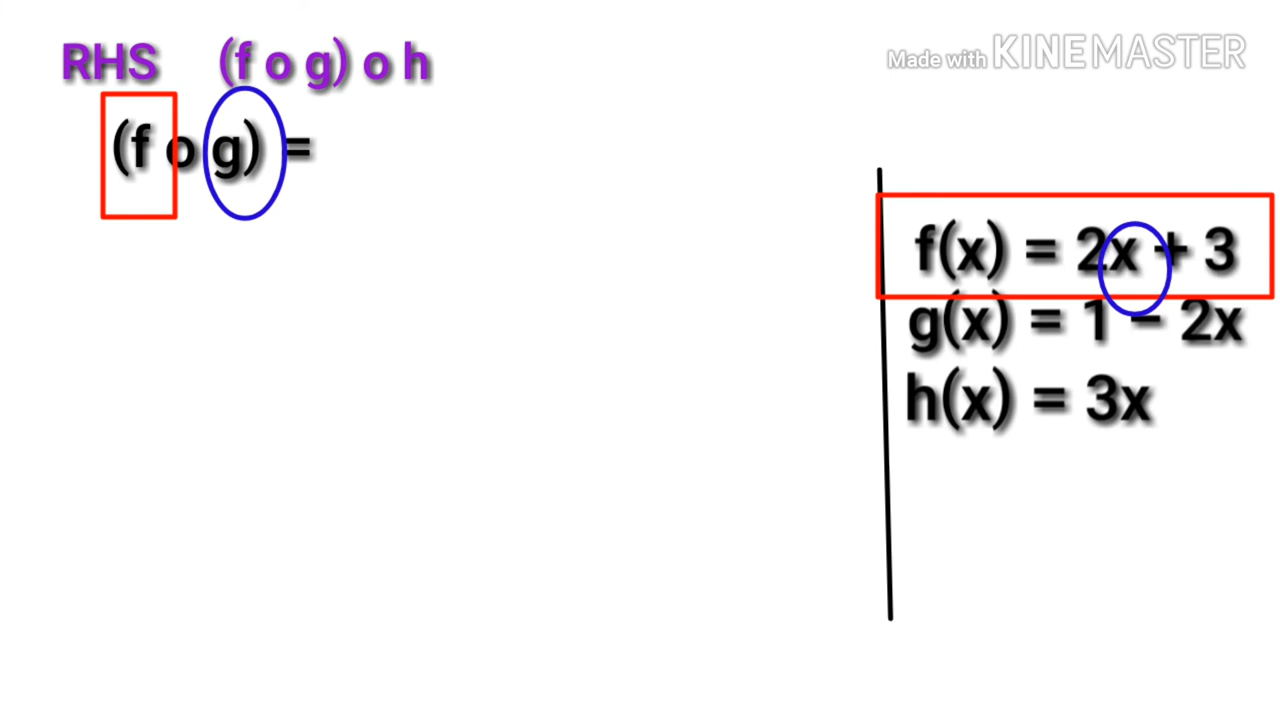 RHS (f o g) o h
Made with KINEMASTER
(f o g) =
f(x) = 2x + 3
g(x) = 1 − 2x
h(x) = 3x